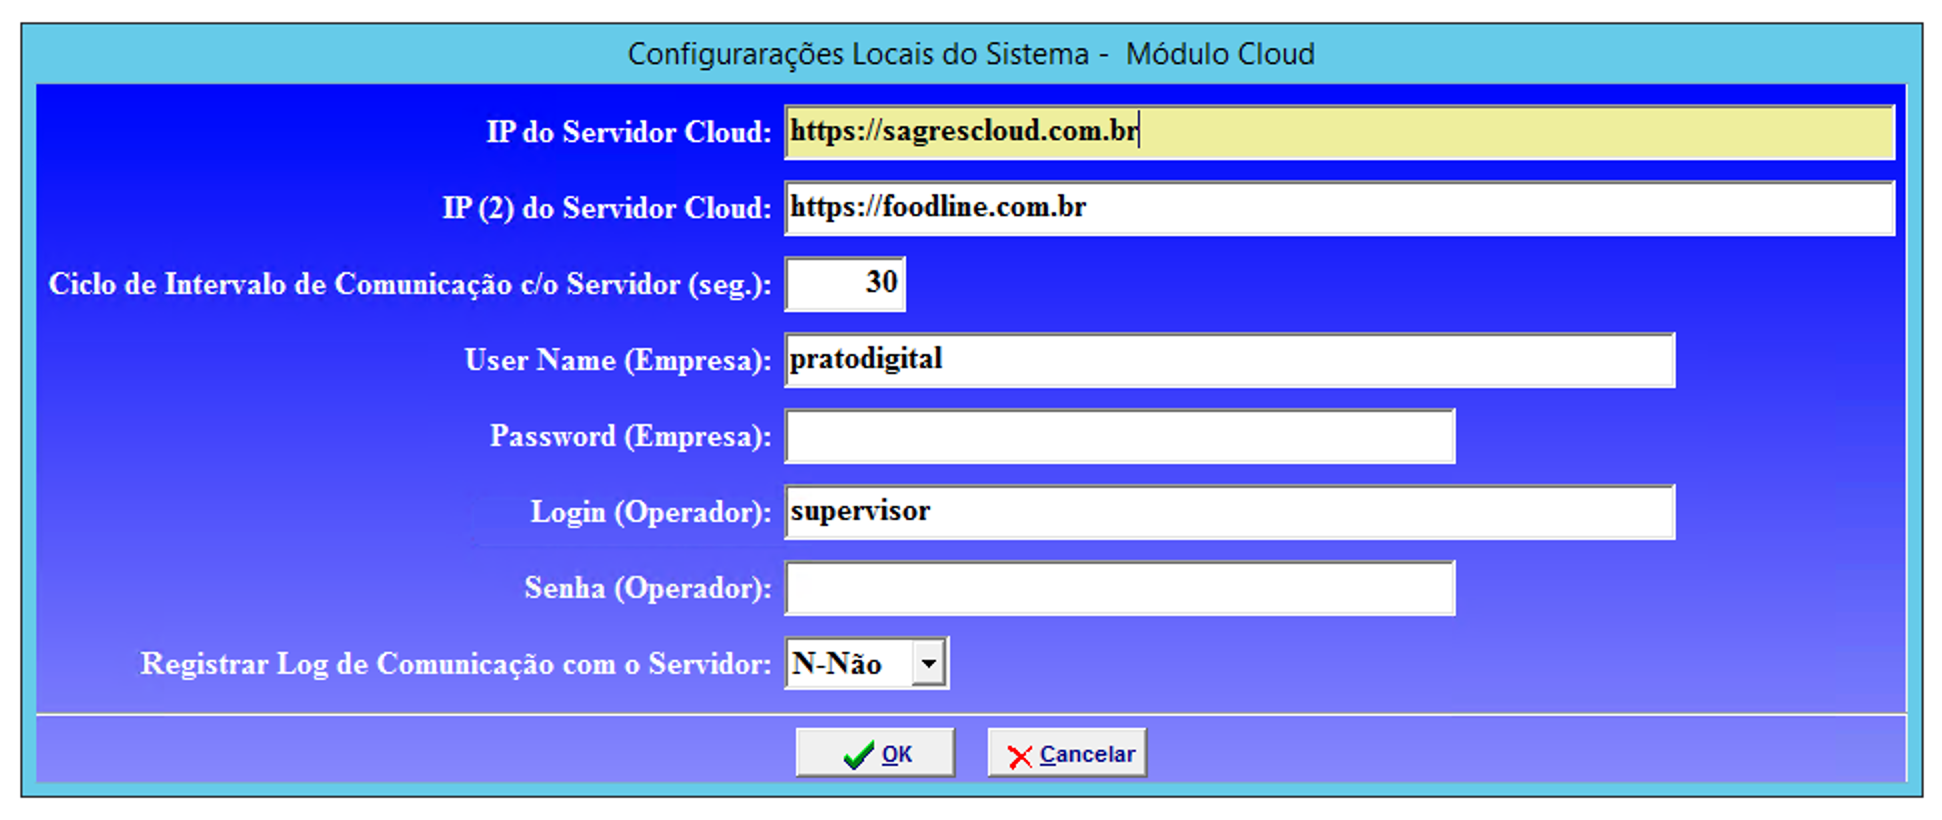 Configurarações Locais do Sistema - Módulo Cloud
IP do Servidor Cloud: https://sagrescloud.com.br
IP (2) do Servidor Cloud: https://foodline.com.br
Ciclo de Intervalo de Comunicação c/o Servidor (seg.): 30
User Name (Empresa): pratodigital
Password (Empresa):
Login (Operador): supervisor
Senha (Operador):
Registrar Log de Comunicação com o Servidor: N-Não
OK Cancelar